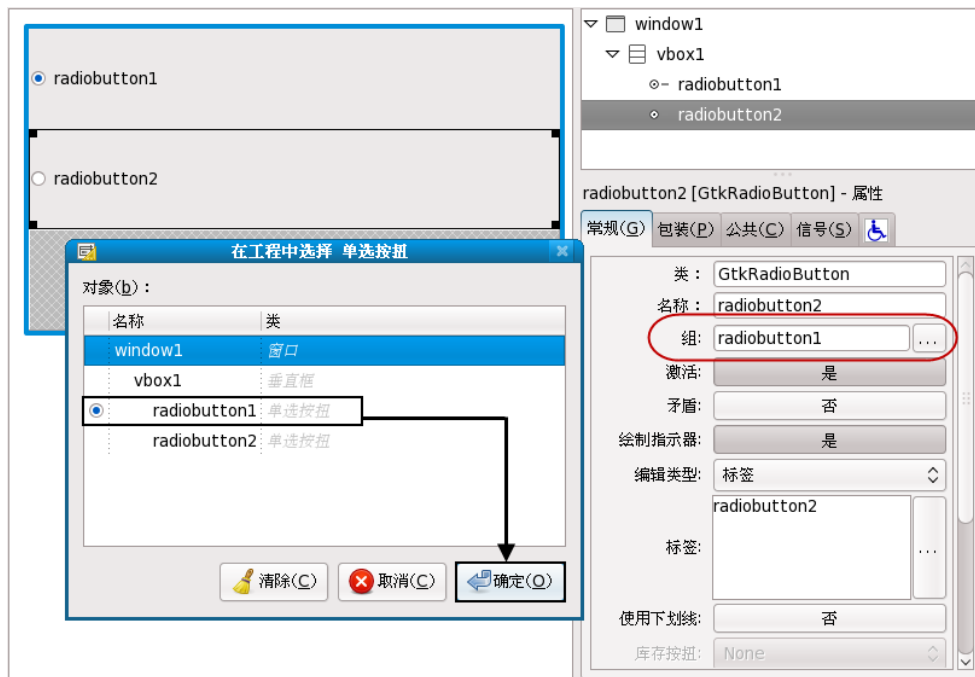 radiobutton1
radiobutton2
window1
vbox1
radiobutton1
radiobutton2
radiobutton2 [GtkRadioButton] - 属性
常规(G) 包装(P) 公共(C) 信号(S)
类： GtkRadioButton
名称： radiobutton2
组: radiobutton1 ...
激活: 是
矛盾: 否
绘制指示器: 是
编辑类型: 标签
radiobutton2
标签: ...
使用下划线: 否
库存按钮: None
在工程中选择 单选按钮
对象(b)：
名称 类
window1 窗口
vbox1 垂直框
radiobutton1 单选按扭
radiobutton2 单选按扭
清除(C) 取消(C) 确定(O)